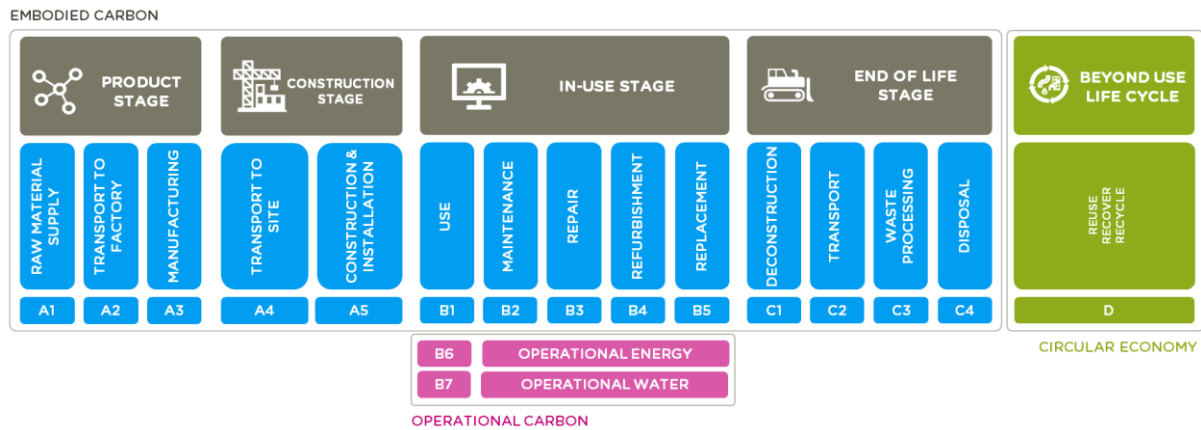 EMBODIED CARBON
PRODUCT
STAGE
CONSTRUCTION
STAGE
IN-USE STAGE
END OF LIFE
STAGE
BEYOND USE
LIFE CYCLE
RAW MATERIAL
SUPPLY
TRANSPORT TO
FACTORY
MANUFACTURING
TRANSPORT TO
SITE
CONSTRUCTION &
INSTALLATION
USE
MAINTENANCE
REPAIR
REFURBISHMENT
REPLACEMENT
DECONSTRUCTION
TRANSPORT
WASTE
PROCESSING
DISPOSAL
REUSE
RECOVER
RECYCLE
A1
A2
A3
A4
A5
B1
B2
B3
B4
B5
C1
C2
C3
C4
D
B6
OPERATIONAL ENERGY
B7
OPERATIONAL WATER
CIRCULAR ECONOMY
OPERATIONAL CARBON